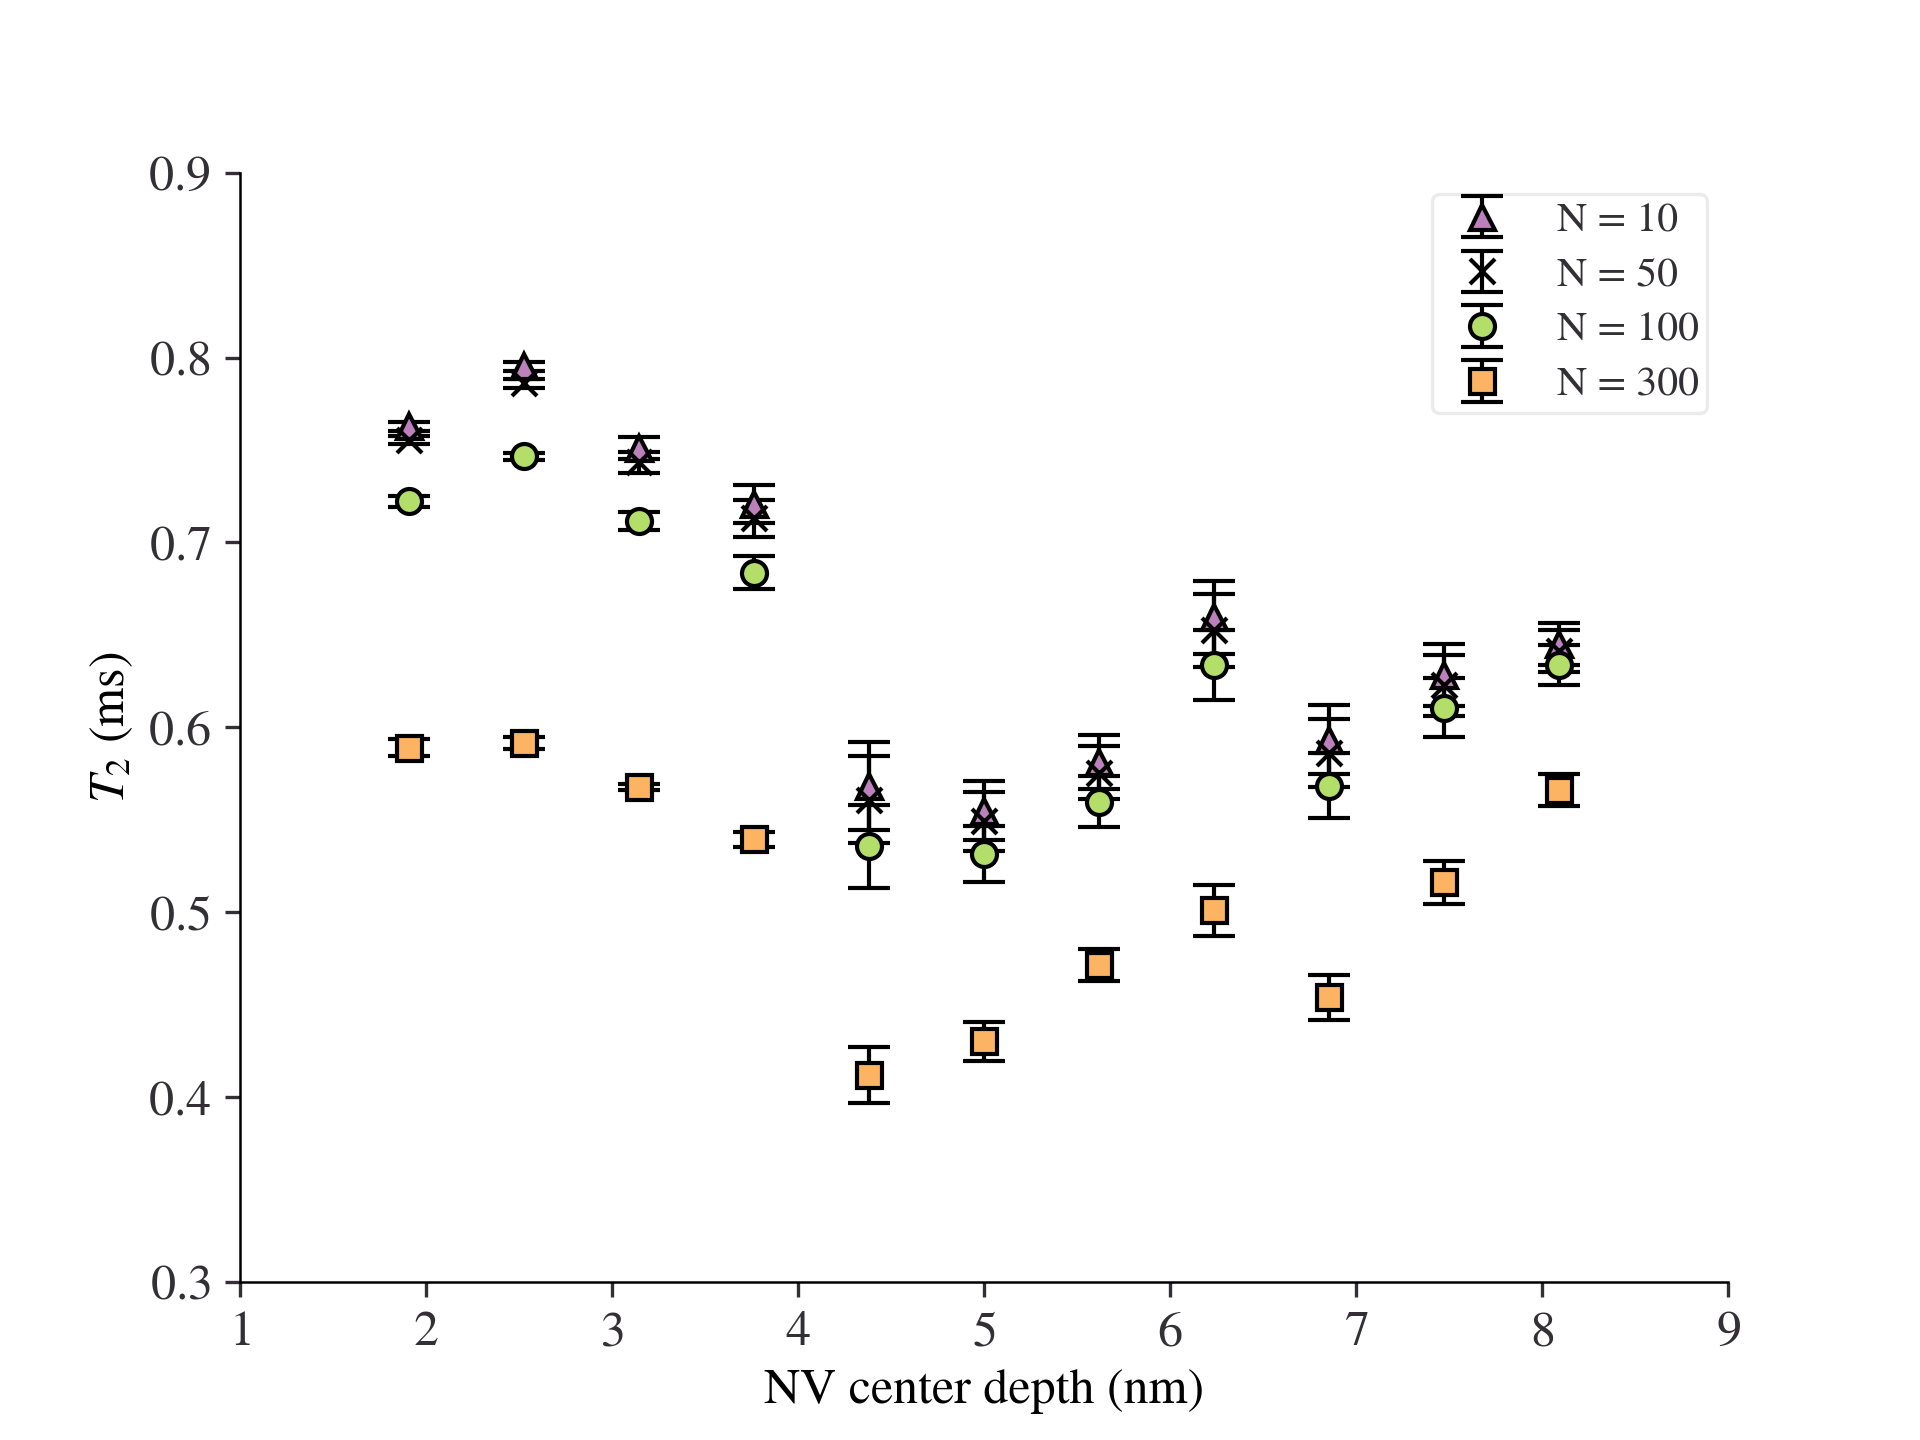 0.9
0.8
0.7
0.6
0.5
0.4
0.3
T2 (ms)
N = 10
N = 50
N = 100
N = 300
1 2 3 4 5 6 7 8 9
NV center depth (nm)